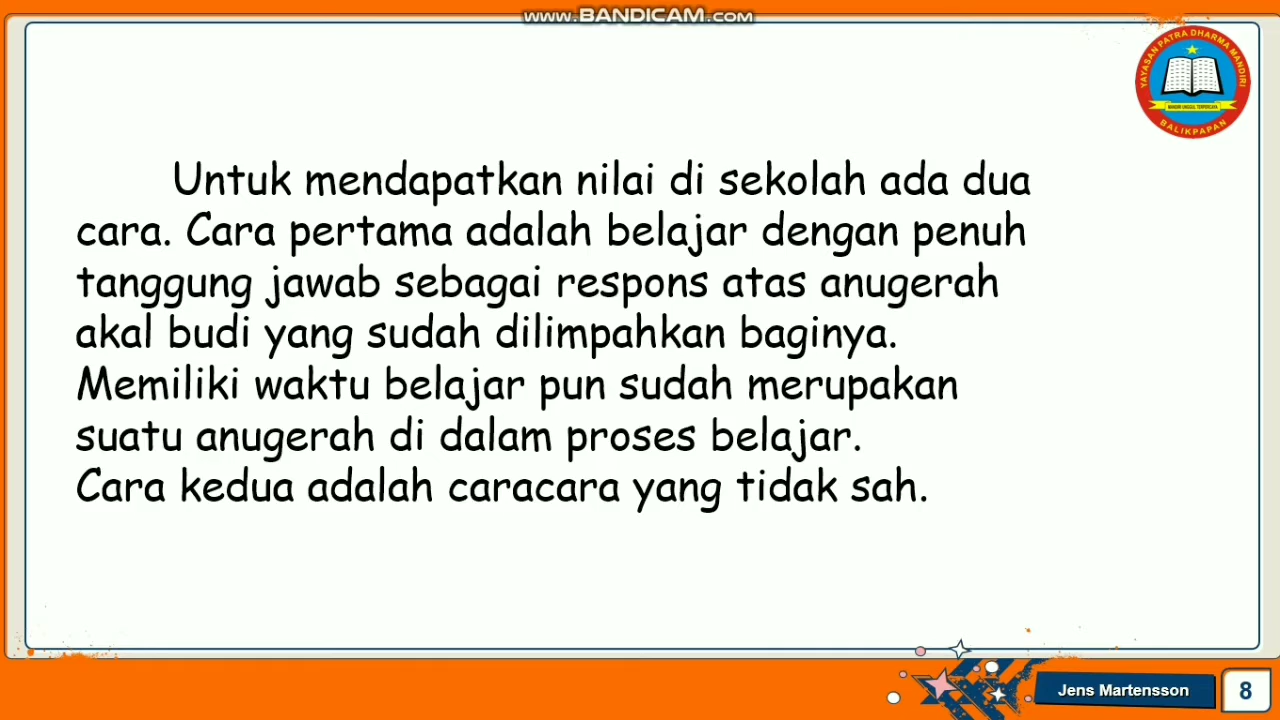 www.BANDICAM.com
YAYASAN PATRA DHARMA MANDIRI
BALIKPAPAN
Untuk mendapatkan nilai di sekolah ada dua
cara. Cara pertama adalah belajar dengan penuh
tanggung jawab sebagai respons atas anugerah
akal budi yang sudah dilimpahkan baginya.
Memiliki waktu belajar pun sudah merupakan
suatu anugerah di dalam proses belajar.
Cara kedua adalah caracara yang tidak sah.
Jens Martensson
8